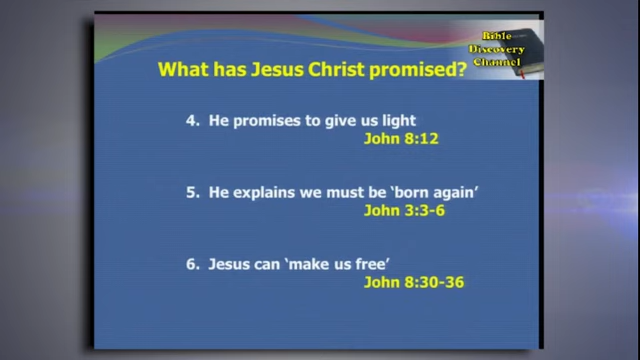 Bible
Discovery
Channel
What has Jesus Christ promised?
4. He promises to give us light
John 8:12
5. He explains we must be ‘born again’
John 3:3-6
6. Jesus can ‘make us free’
John 8:30-36